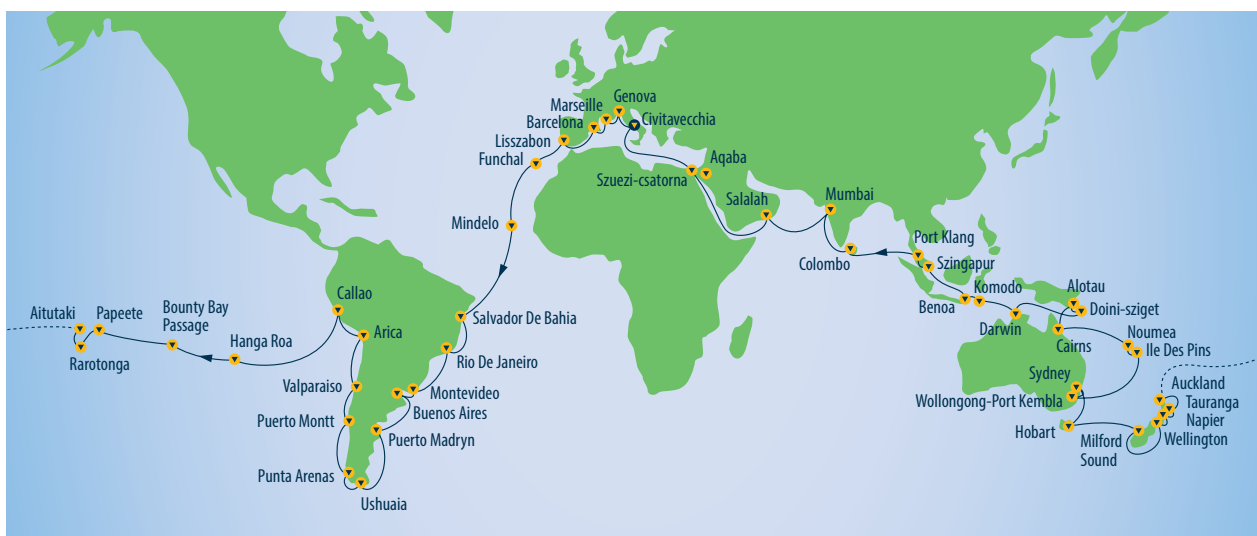 Genova
Marseille
Civitavecchia
Barcelona
Lisszabon
Funchal
Aqaba
Szuezi-csatorna
Salalah
Mumbai
Mindelo
Port Klang
Colombo
Szingapur
Komodo
Benoa
Alotau
Doini-sziget
Darwin
Cairns
Noumea
Ile Des Pins
Callao
Aitutaki
Papeete
Bounty Bay
Passage
Salvador De Bahia
Arica
Hanga Roa
Rarotonga
Rio De Janeiro
Valparaiso
Montevideo
Buenos Aires
Puerto Montt
Puerto Madryn
Punta Arenas
Ushuaia
Sydney
Wollongong-Port Kembla
Auckland
Tauranga
Napier
Wellington
Hobart
Milford
Sound